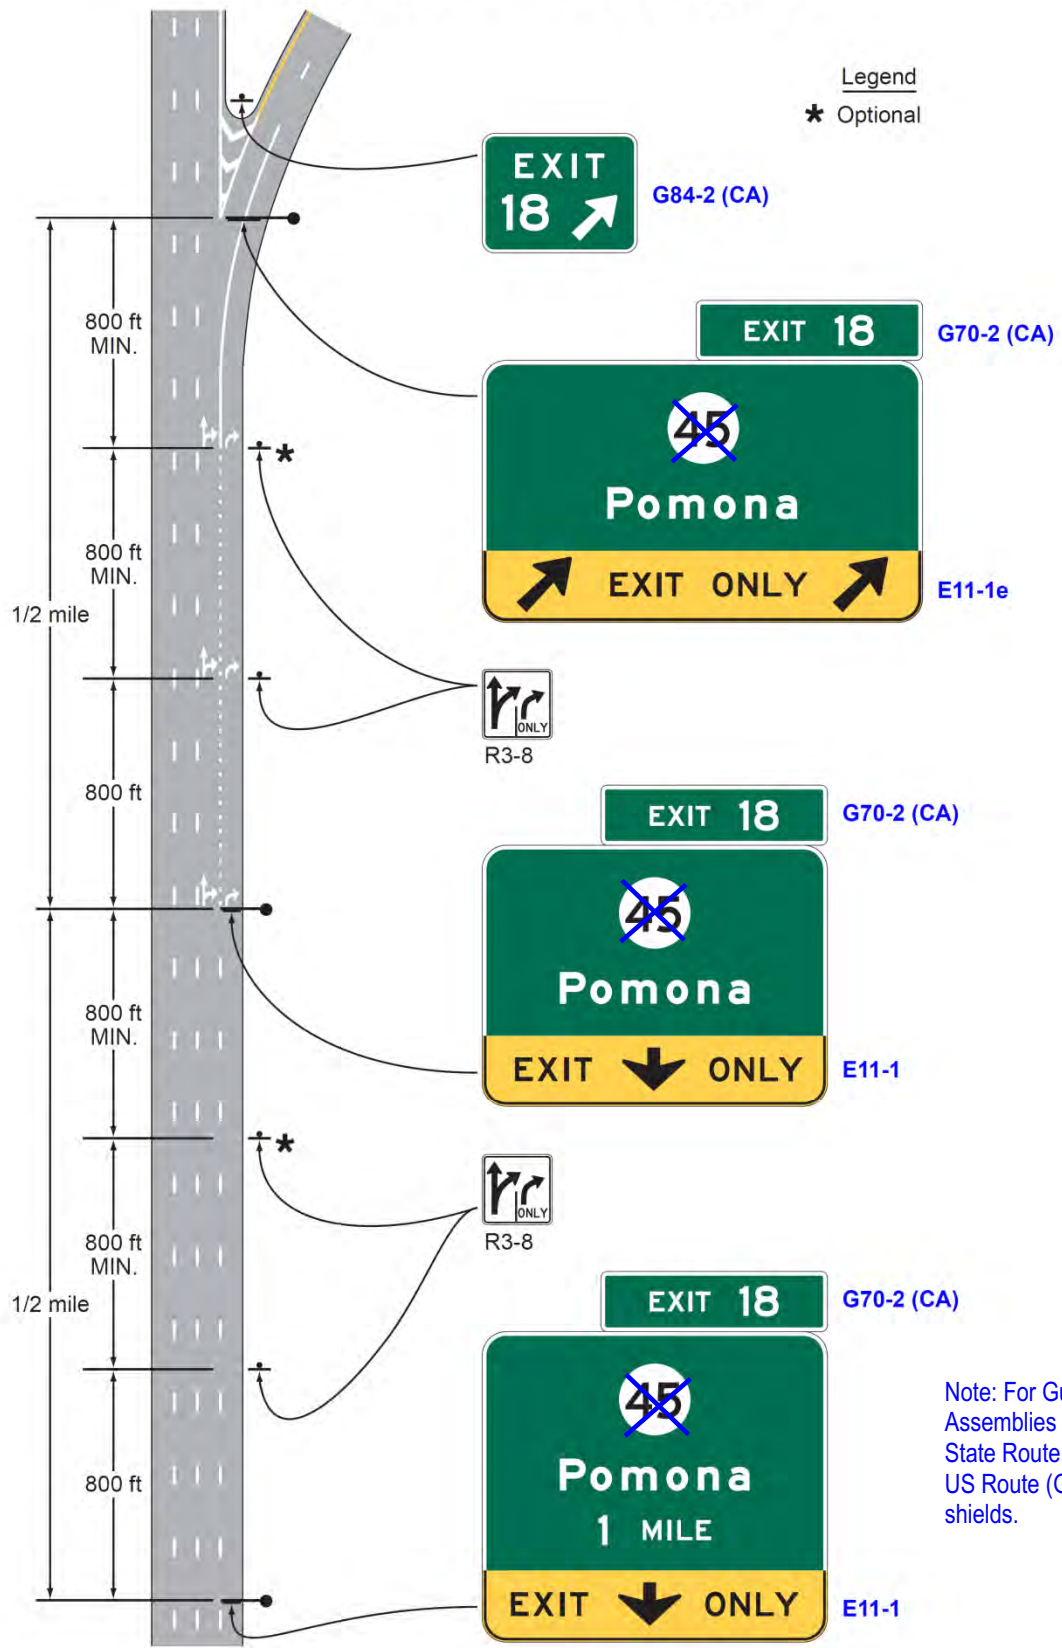 Legend
* Optional
EXIT
18
G84-2 (CA)
800 ft
MIN.
EXIT 18
G70-2 (CA)
45
Pomona
EXIT ONLY
E11-1e
*
800 ft
MIN.
1/2 mile
ONLY
R3-8
800 ft
EXIT 18
G70-2 (CA)
45
Pomona
EXIT ONLY
E11-1
800 ft
MIN.
*
ONLY
R3-8
800 ft
MIN.
1/2 mile
EXIT 18
G70-2 (CA)
45
Pomona
1 MILE
EXIT ONLY
E11-1
800 ft
Note: For Gu
Assemblies
State Route
US Route (C
shields.